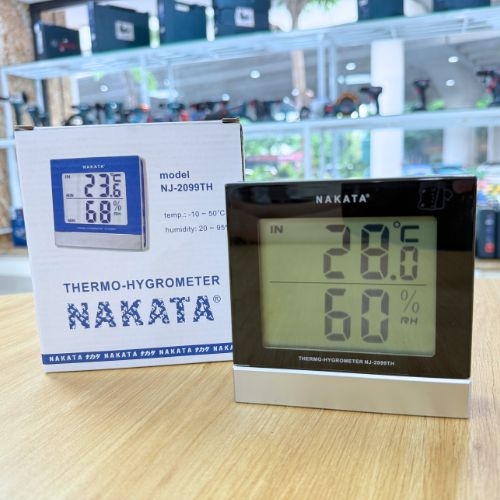 NAKATA®
IN
23.6
°C
MIN
68
%
RH
model
NJ-2099TH
temp.: -10 ~ 50°C
humidity: 20 ~ 95%
THERMO-HYGROMETER
NAKATA®
NAKATA ナカタ NAKATA ナカタ NAKATA ナカタ
NAKATA®
IN
28.0
°C
60
%
RH
THERMO-HYGROMETER NJ-2099TH